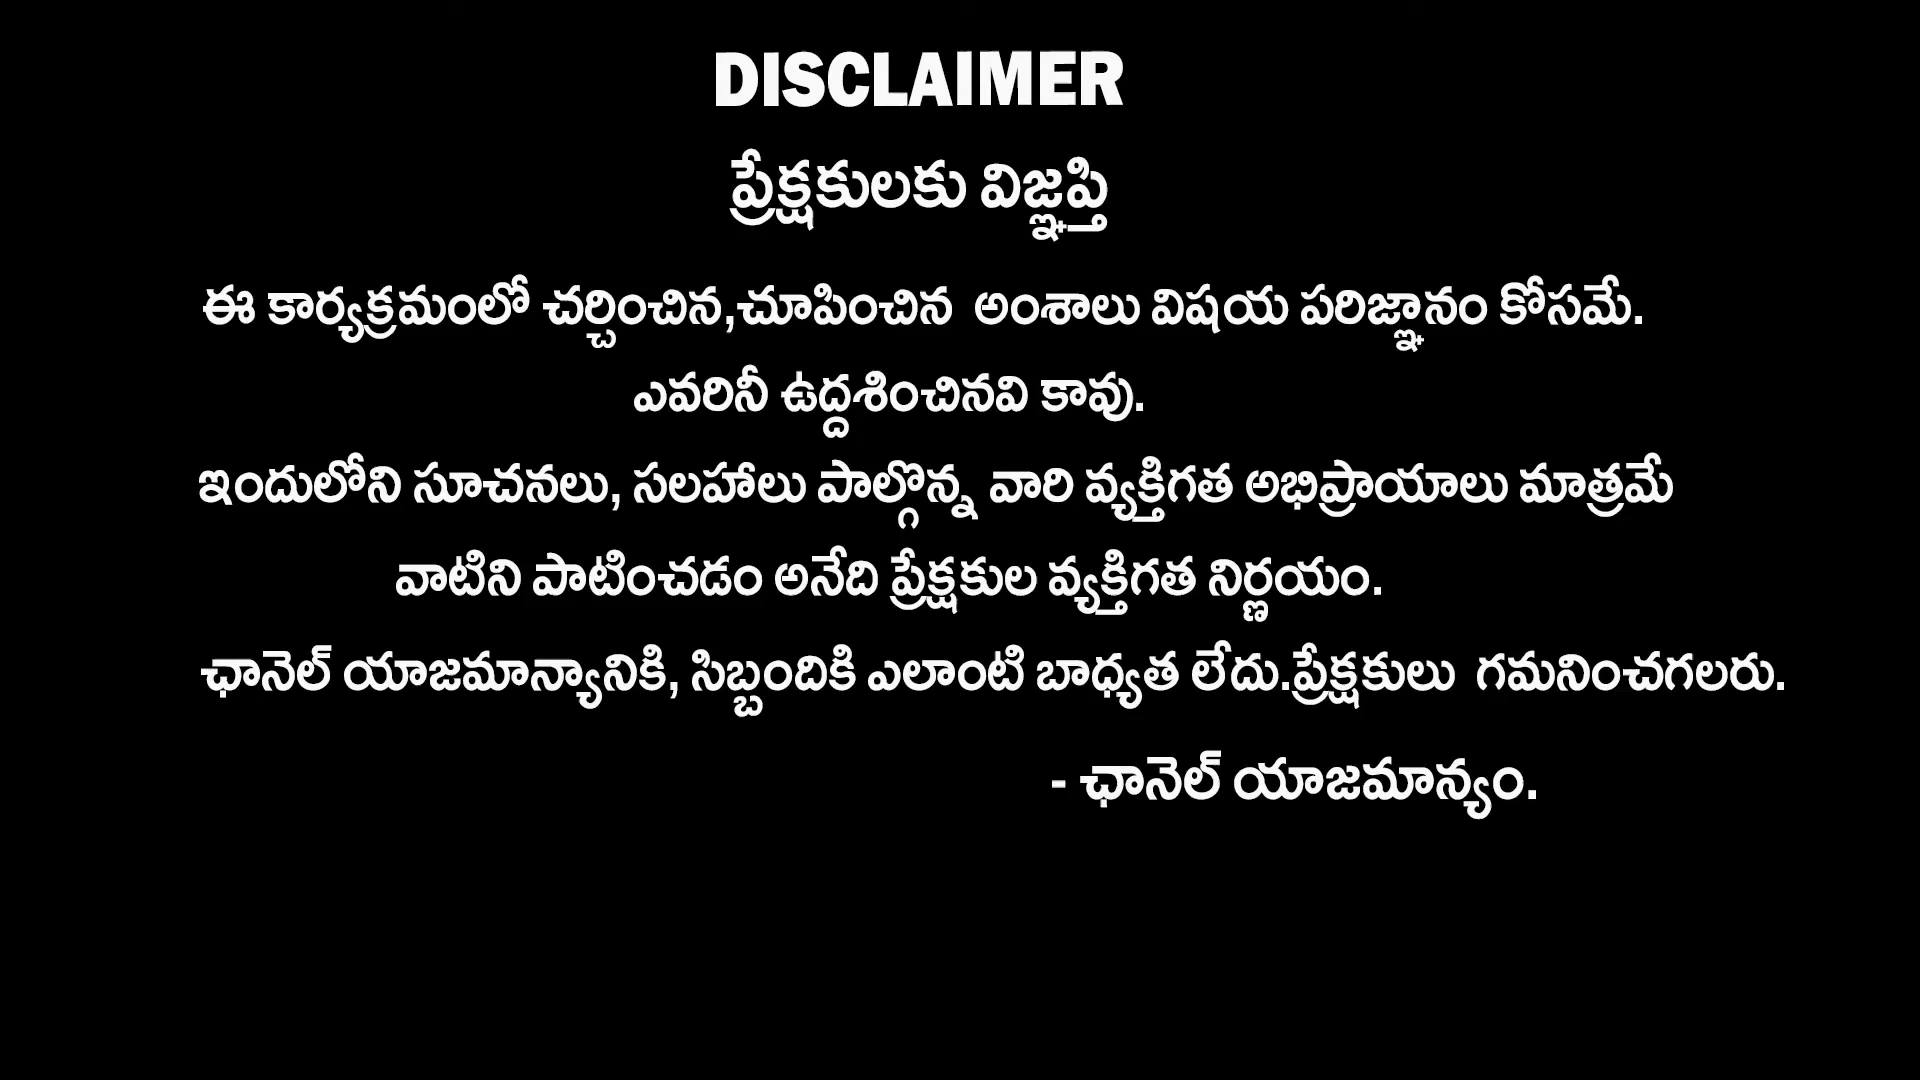 DISCLAIMER
ప్రేక్షకులకు విజ్ఞప్తి
ఈ కార్యక్రమంలో చర్చించిన,చూపించిన అంశాలు విషయ పరిజ్ఞానం కోసమే.
ఎవరినీ ఉద్దశించినవి కావు.
ఇందులోని సూచనలు, సలహాలు పాల్గొన్న వారి వ్యక్తిగత అభిప్రాయాలు మాత్రమే
వాటిని పాటించడం అనేది ప్రేక్షకుల వ్యక్తిగత నిర్ణయం.
ఛానెల్ యాజమాన్యానికి, సిబ్బందికి ఎలాంటి బాధ్యత లేదు.ప్రేక్షకులు గమనించగలరు.
- ఛానెల్ యాజమాన్యం.